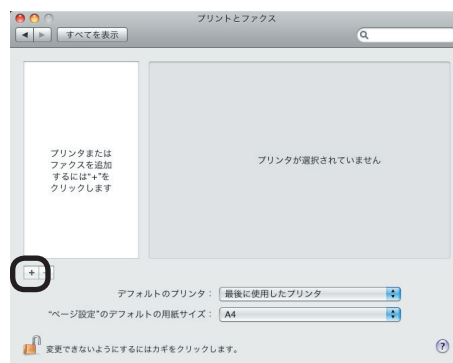 プリントとファクス
すべてを表示
プリンタまたは
ファクスを追加
するには"+"を
クリックします
プリンタが選択されていません
+ -
デフォルトのプリンタ： 最後に使用したプリンタ
"ページ設定"のデフォルトの用紙サイズ： A4
変更できないようにするにはカギをクリックします。
?